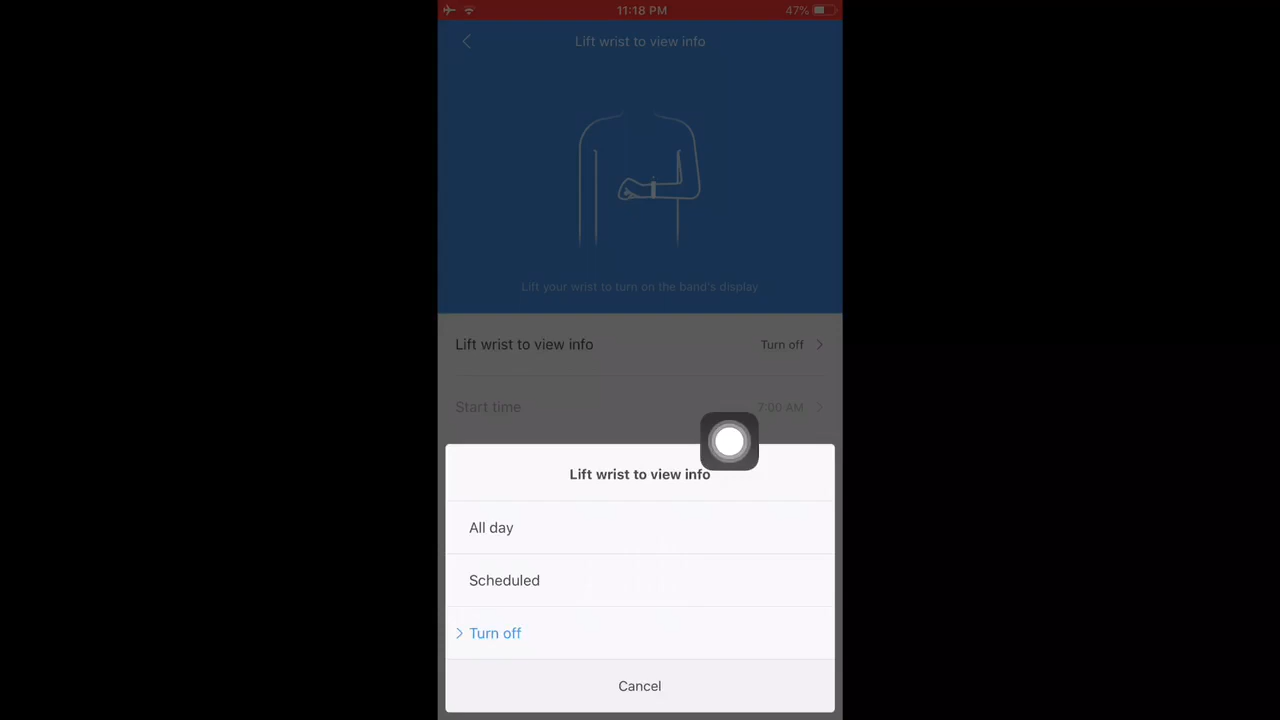 11:18 PM
47%
Lift wrist to view info
Lift your wrist to turn on the band's display
Lift wrist to view info
Turn off
Start time
7:00 AM
Lift wrist to view info
All day
Scheduled
Turn off
Cancel